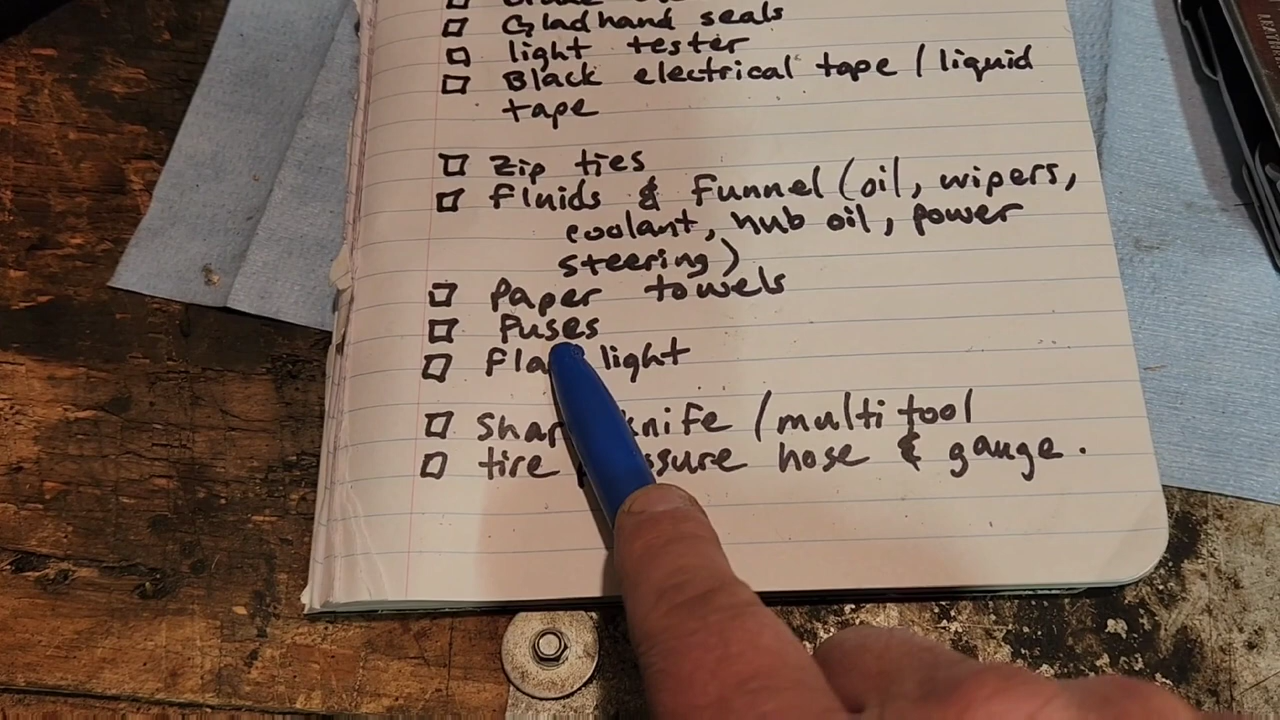 Gladhand seals
light tester
Black electrical tape / liquid
tape
Zip ties
Fluids & Funnel (oil, wipers,
coolant, hub oil, power
steering)
Paper towels
Fuses
light
knife / multi tool
tire hose & gauge.